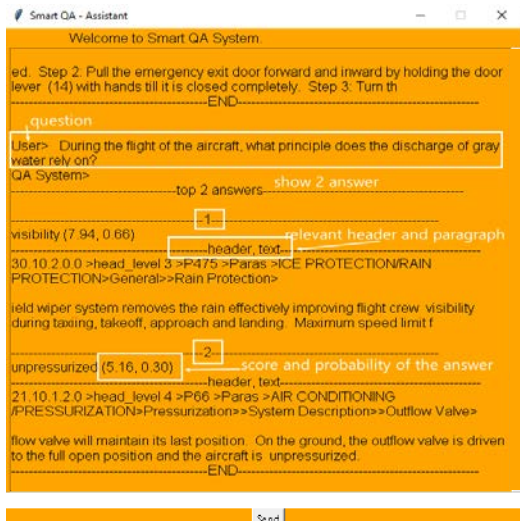 Smart QA - Assistant
Welcome to Smart QA System.
ed. Step 2: Pull the emergency exit door forward and inward by holding the door
lever (14) with hands till it is closed completely. Step 3: Turn th
--------------------------------------------END--------------------------------------------
question
User> During the flight of the aircraft, what principle does the discharge of gray
water rely on?
QA System>
-----------------------------------top 2 answers-----------------------------------
show 2 answer
-----------------------------------1-----------------------------------
visibility (7.94, 0.66)
relevant header and paragraph
-----------------------------------header, text-----------------------------------
30.10.2.0.0 >head_level 3 >P475 >Paras >ICE PROTECTION/RAIN
PROTECTION>General>>Rain Protection>
ield wiper system removes the rain effectively improving flight crew visibility
during taxiing, takeoff, approach and landing. Maximum speed limit f
-----------------------------------2-----------------------------------
unpressurized (5.16, 0.30)
score and probability of the answer
-----------------------------------header, text-----------------------------------
21.10.1.2.0 >head_level 4 >P66 >Paras >AIR CONDITIONING
/PRESSURIZATION>Pressurization>>System Description>>Outflow Valve>
flow valve will maintain its last position. On the ground, the outflow valve is driven
to the full open position and the aircraft is unpressurized.
--------------------------------------------END--------------------------------------------
Send